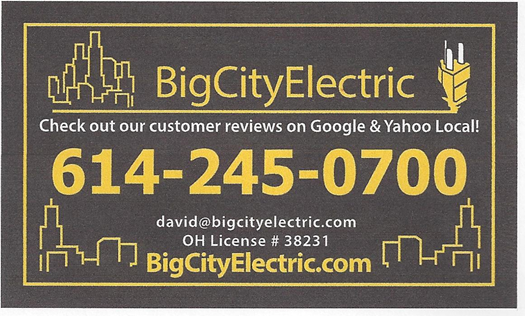 BigCityElectric
Check out our customer reviews on Google & Yahoo Local!
614-245-0700
david@bigcityelectric.com
OH License # 38231
BigCityElectric.com